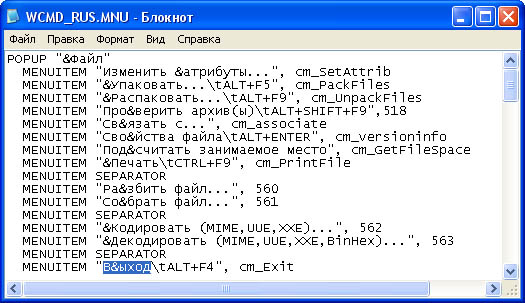 WCMD_RUS.MNU - Блокнот
Файл Правка Формат Вид Справка
POPUP "&Файл"
MENUITEM "Изменить &атрибуты...", cm_SetAttrib
MENUITEM "&Упаковать...\tALT+F5", cm_PackFiles
MENUITEM "&Распаковать...\tALT+F9", cm_UnpackFiles
MENUITEM "Про&верить архив(ы)\tALT+SHIFT+F9",518
MENUITEM "Св&язать с...", cm_associate
MENUITEM "Сво&йства файла\tALT+ENTER", cm_versioninfo
MENUITEM "Под&считать занимаемое место", cm_GetFileSpace
MENUITEM "&Печать\tCTRL+F9", cm_PrintFile
MENUITEM SEPARATOR
MENUITEM "Ра&збить файл...", 560
MENUITEM "Со&брать файл...", 561
MENUITEM SEPARATOR
MENUITEM "&Кодировать (MIME,UUE,XXE)...", 562
MENUITEM "&Декодировать (MIME,UUE,XXE,BinHex)...", 563
MENUITEM SEPARATOR
MENUITEM "В&ыход\tALT+F4", cm_Exit